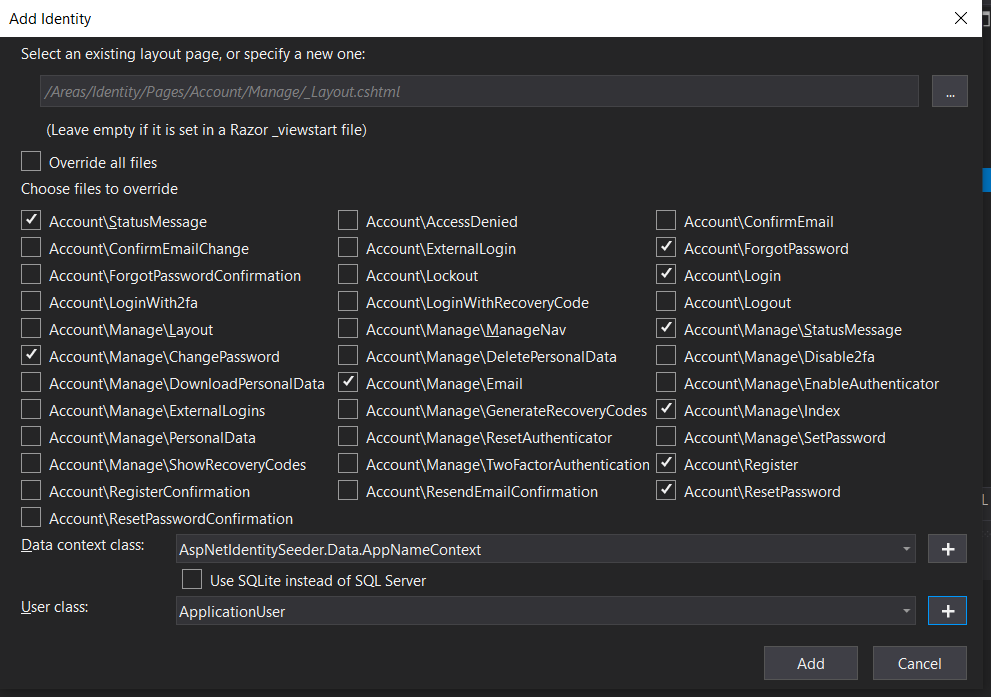 Add Identity
Select an existing layout page, or specify a new one:
/Areas/Identity/Pages/Account/Manage/_Layout.cshtml
...
(Leave empty if it is set in a Razor _viewstart file)
Override all files
Choose files to override
Account\StatusMessage Account\AccessDenied Account\ConfirmEmail
Account\ConfirmEmailChange Account\ExternalLogin Account\ForgotPassword
Account\ForgotPasswordConfirmation Account\Lockout Account\Login
Account\LoginWith2fa Account\LoginWithRecoveryCode Account\Logout
Account\Manage\Layout Account\Manage\ManageNav Account\Manage\StatusMessage
Account\Manage\ChangePassword Account\Manage\DeletePersonalData Account\Manage\Disable2fa
Account\Manage\DownloadPersonalData Account\Manage\Email Account\Manage\EnableAuthenticator
Account\Manage\ExternalLogins Account\Manage\GenerateRecoveryCodes Account\Manage\Index
Account\Manage\PersonalData Account\Manage\ResetAuthenticator Account\Manage\SetPassword
Account\Manage\ShowRecoveryCodes Account\Manage\TwoFactorAuthentication Account\Register
Account\RegisterConfirmation Account\ResendEmailConfirmation Account\ResetPassword
Account\ResetPasswordConfirmation
Data context class: AspNetIdentitySeeder.Data.AppNameContext
Use SQLite instead of SQL Server
User class: ApplicationUser
Add Cancel